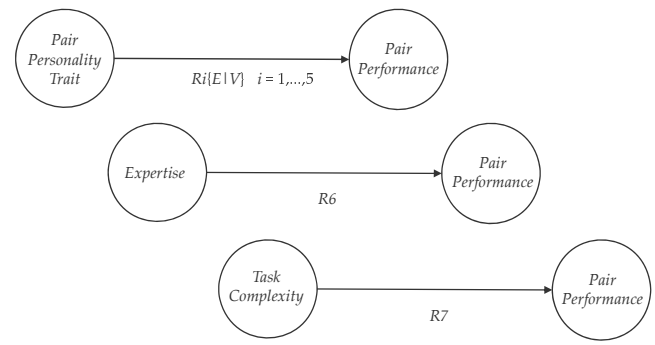 Pair
Personality
Trait
Ri{E|V} i = 1,...,5
Pair
Performance
Expertise
R6
Pair
Performance
Task
Complexity
R7
Pair
Performance